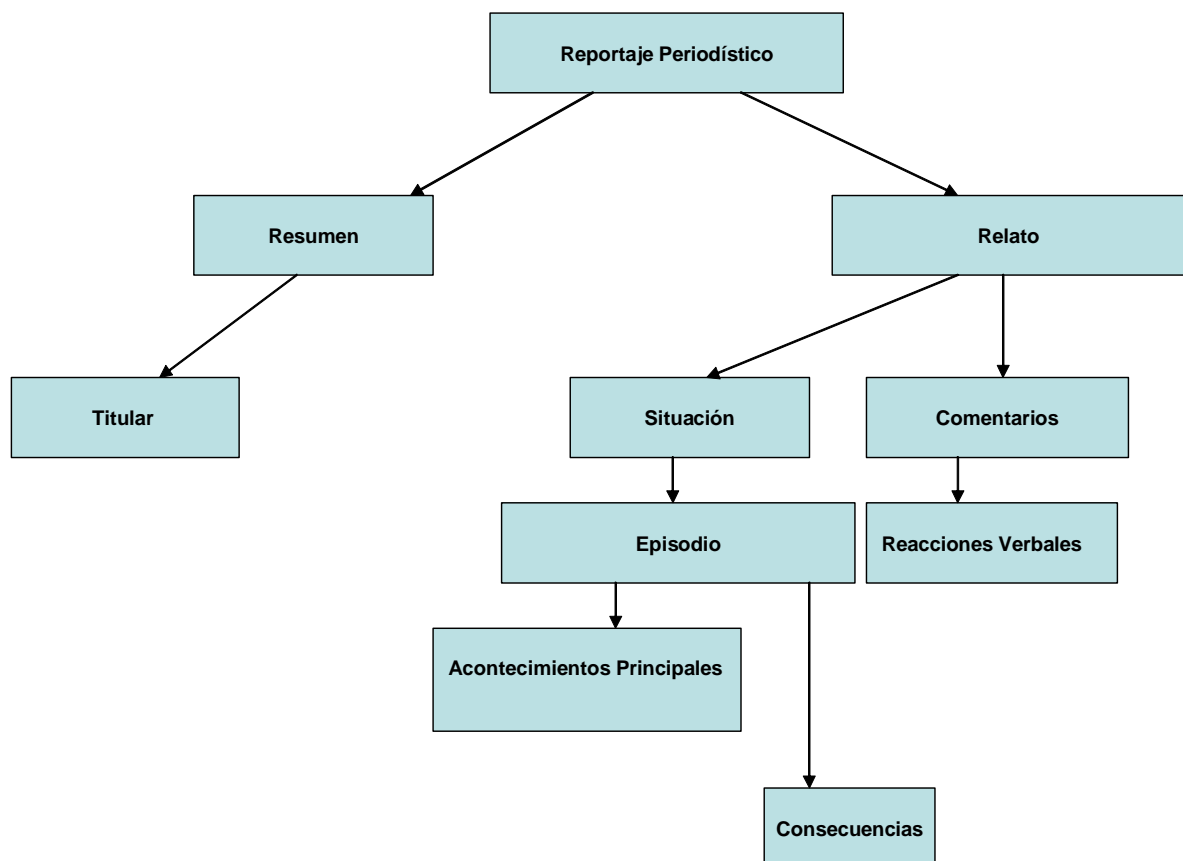 Reportaje Periodístico
Resumen
Relato
Titular
Situación
Comentarios
Episodio
Reacciones Verbales
Acontecimientos Principales
Consecuencias